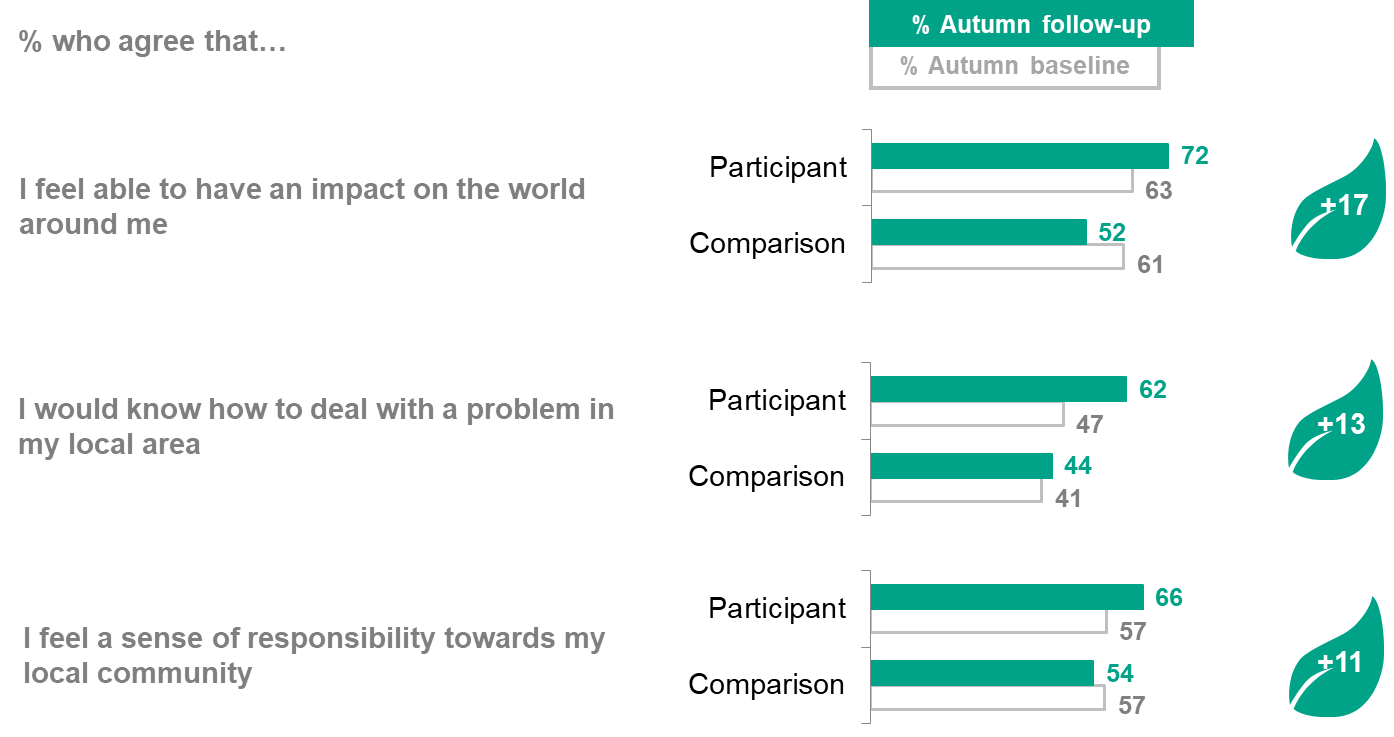 % who agree that…
% Autumn follow-up
% Autumn baseline
I feel able to have an impact on the world
around me
Participant
72
63
Comparison
52
61
+17
I would know how to deal with a problem in
my local area
Participant
62
47
Comparison
44
41
+13
I feel a sense of responsibility towards my
local community
Participant
66
57
Comparison
54
57
+11